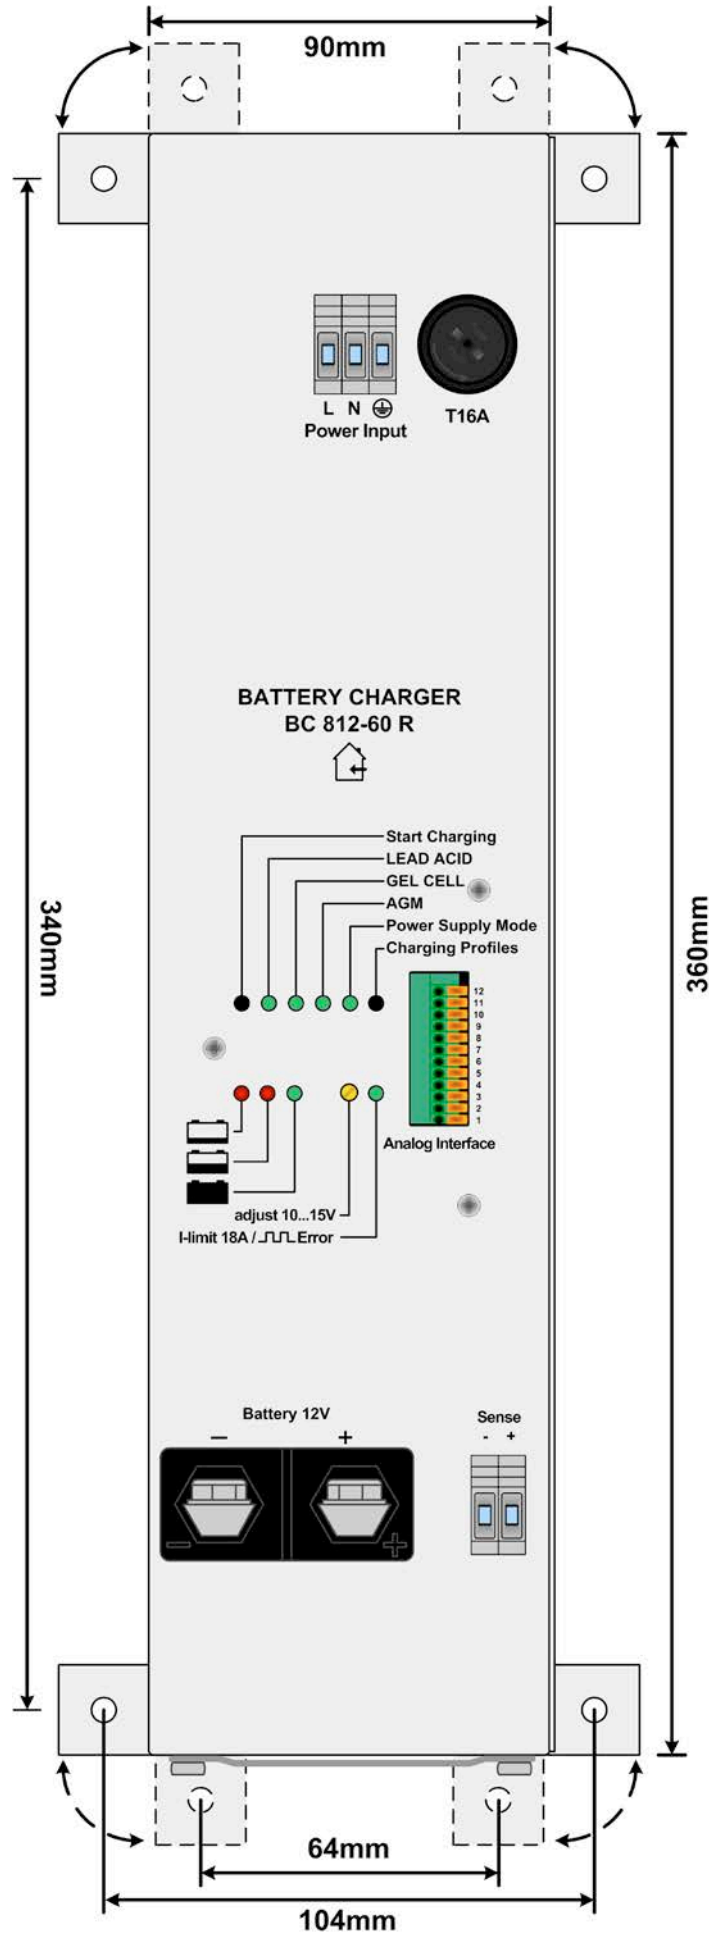 90mm
L N
Power Input
T16A
BATTERY CHARGER
BC 812-60 R
Start Charging
LEAD ACID
GEL CELL
AGM
Power Supply Mode
Charging Profiles
340mm
360mm
12
11
10
9
8
7
6
5
4
3
2
1
Analog Interface
adjust 10...15V
I-limit 18A / Error
Battery 12V
− +
Sense
- +
− +
64mm
104mm